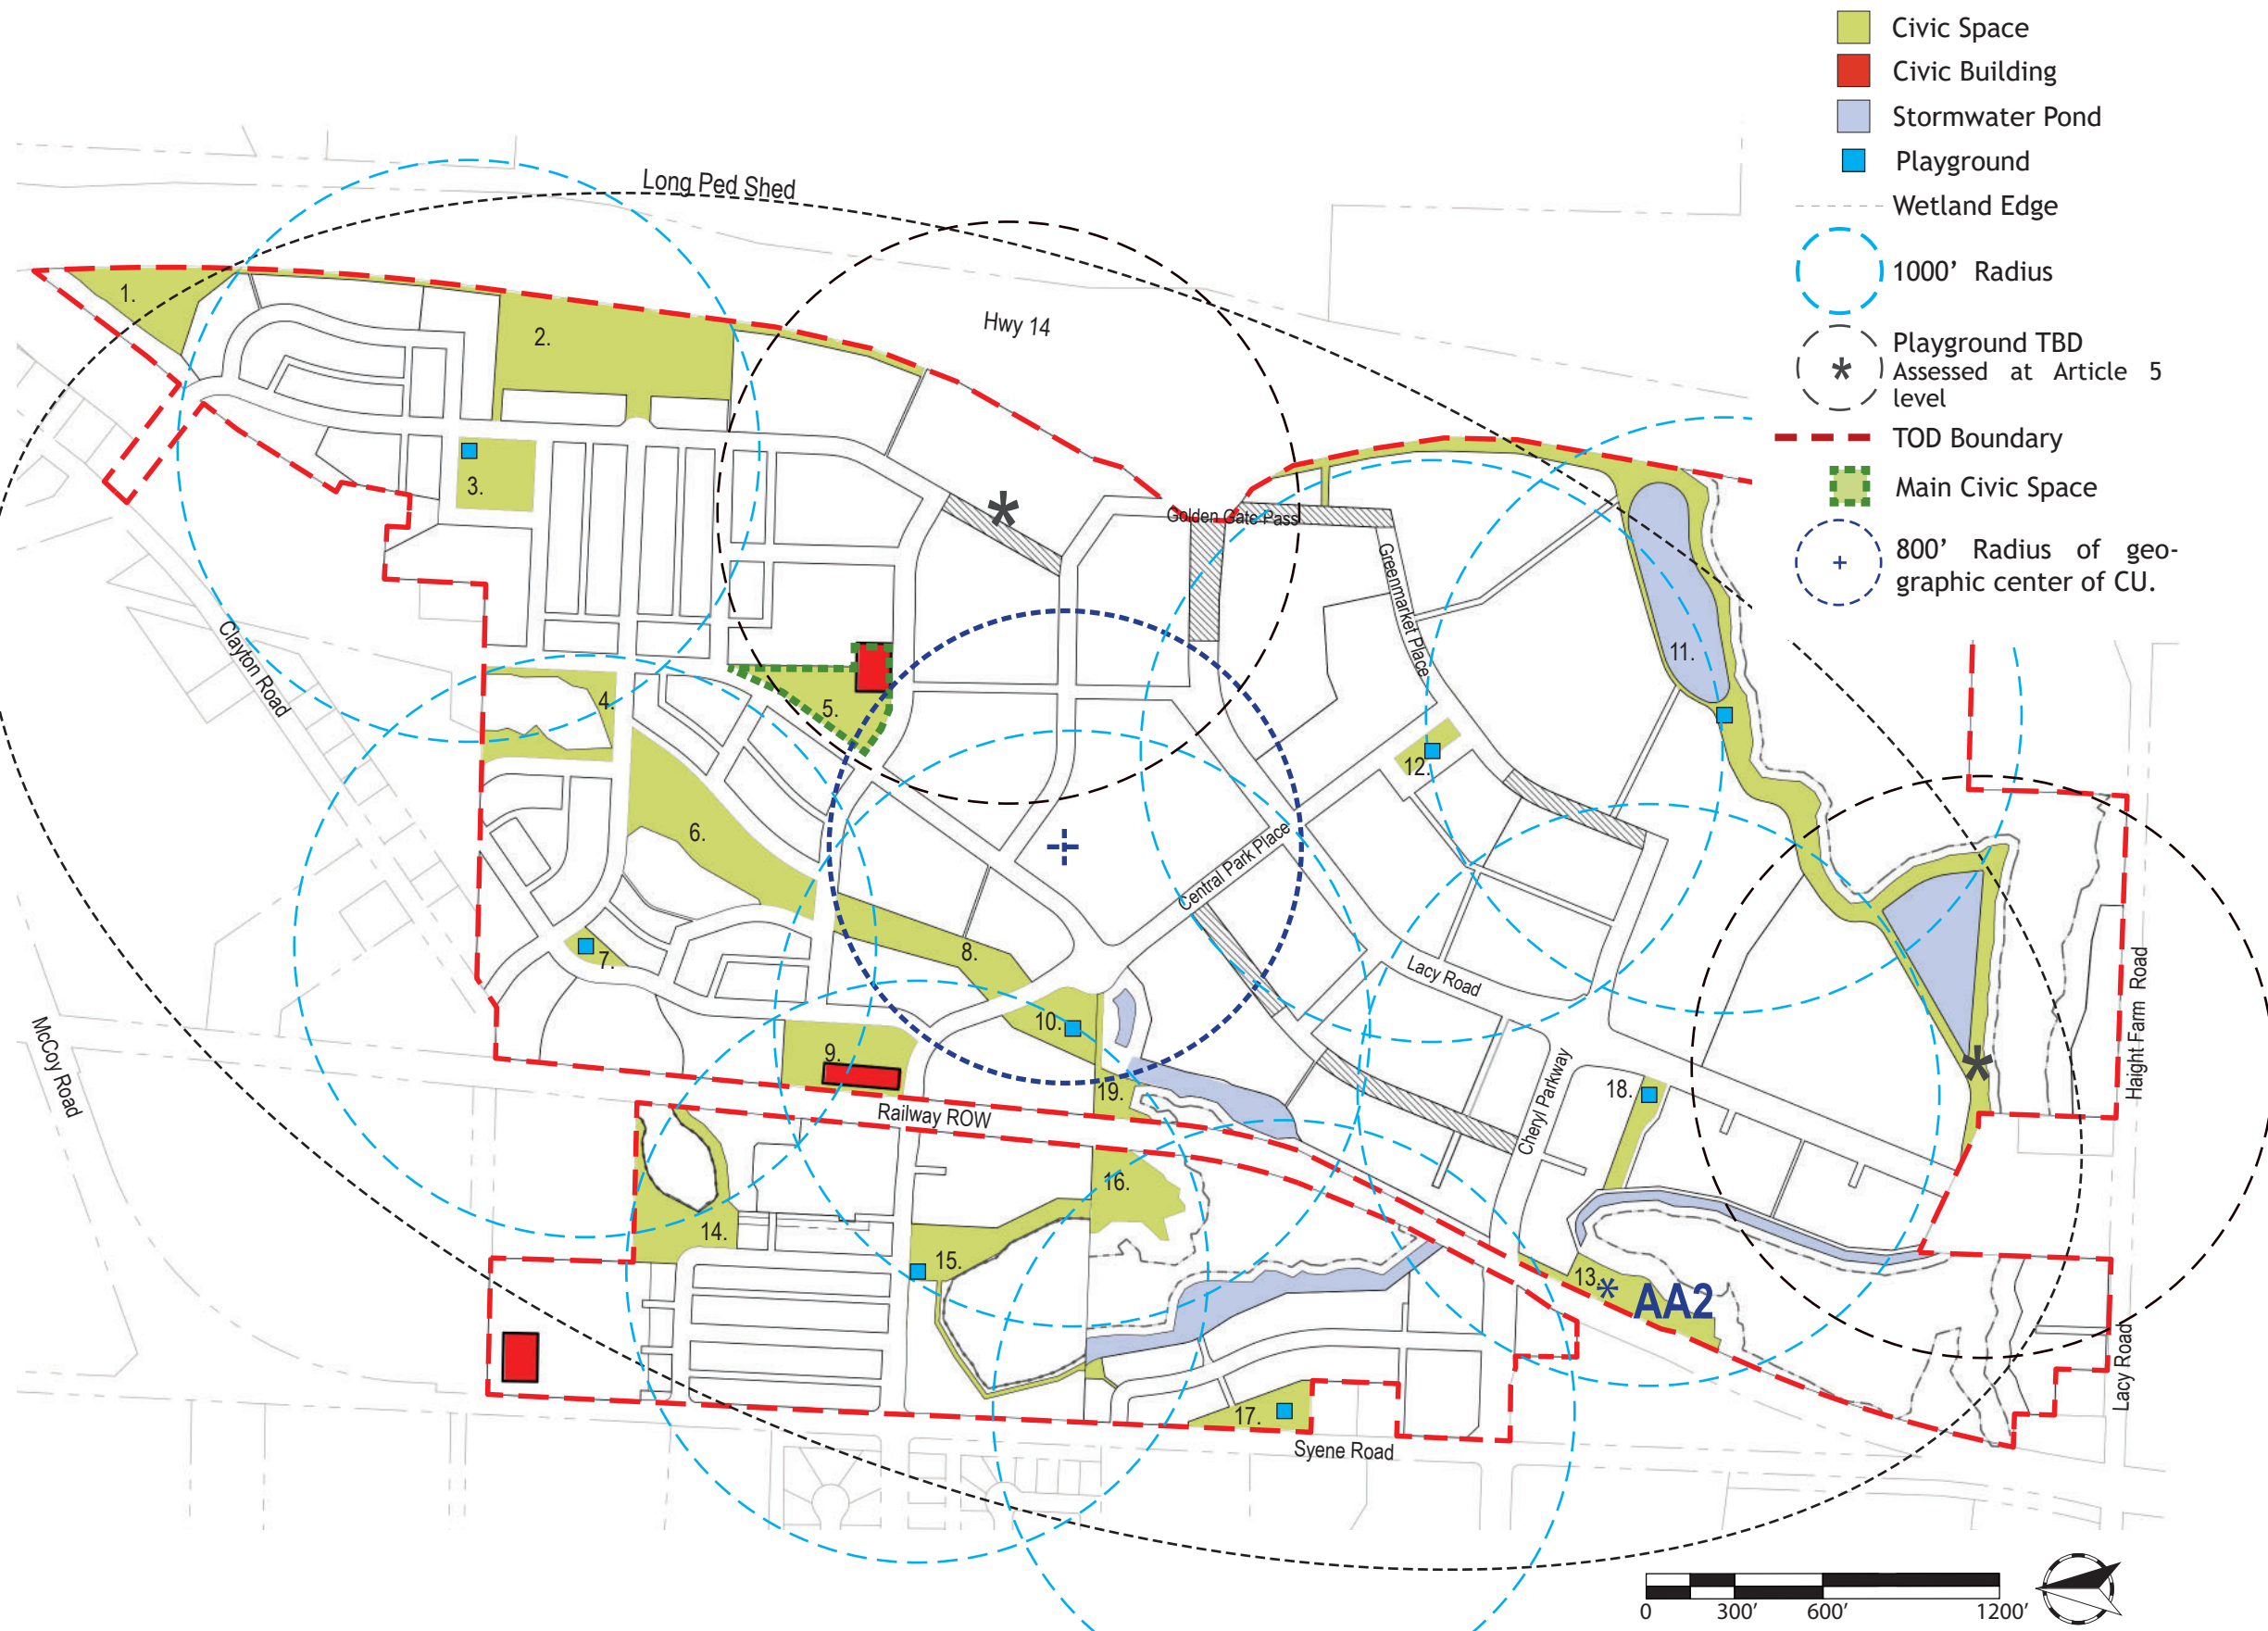 Civic Space
Civic Building
Stormwater Pond
Playground
Wetland Edge
1000’ Radius
Playground TBD
Assessed at Article 5
level
TOD Boundary
Main Civic Space
800’ Radius of geo-
graphic center of CU.
Long Ped Shed
Hwy 14
1.
2.
3.
Golden Gate Pass
Greenmarket Place
Clayton Road
4.
5.
11.
12.
6.
Central Park Place
7.
8.
Lacy Road
10.
9.
McCoy Road
Haight Farm Road
19.
18.
Railway ROW
Cheryl Parkway
16.
14.
15.
13.
AA2
Lacy Road
17.
Syene Road
0 300’ 600’ 1200’